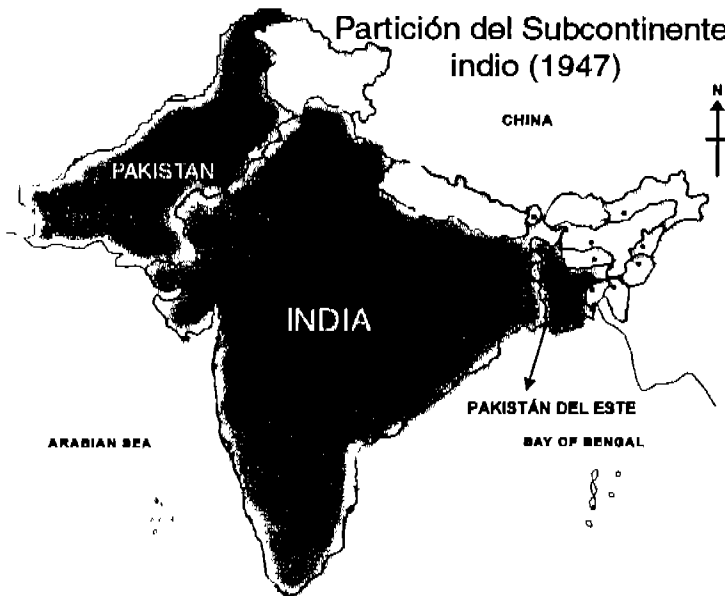 Partición del Subcontinente
indio (1947)
N
CHINA
PAKISTAN
INDIA
PAKISTÁN DEL ESTE
ARABIAN SEA
BAY OF BENGAL